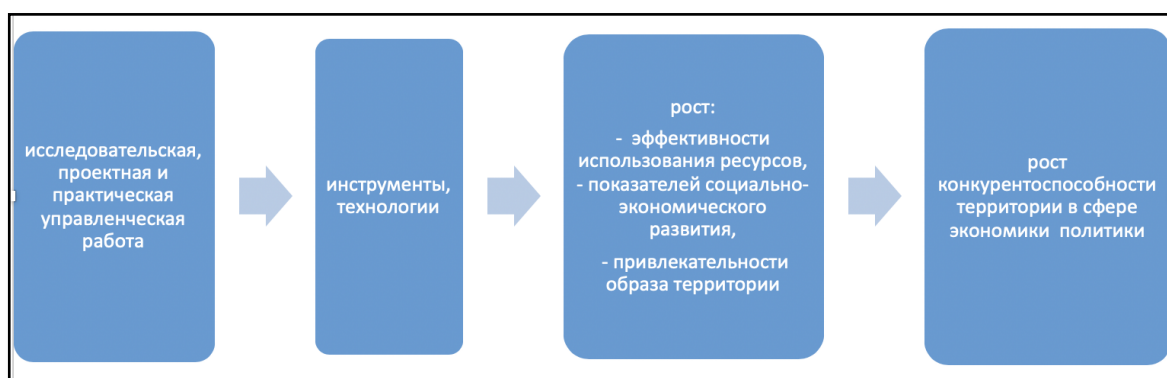 исследовательская,
проектная и
практическая
управленческая
работа
инструменты,
технологии
рост:
- эффективности
использования ресурсов,
- показателей социально-
экономического
развития,
- привлекательности
образа территории
рост
конкурентоспособности
территории в сфере
экономики политики